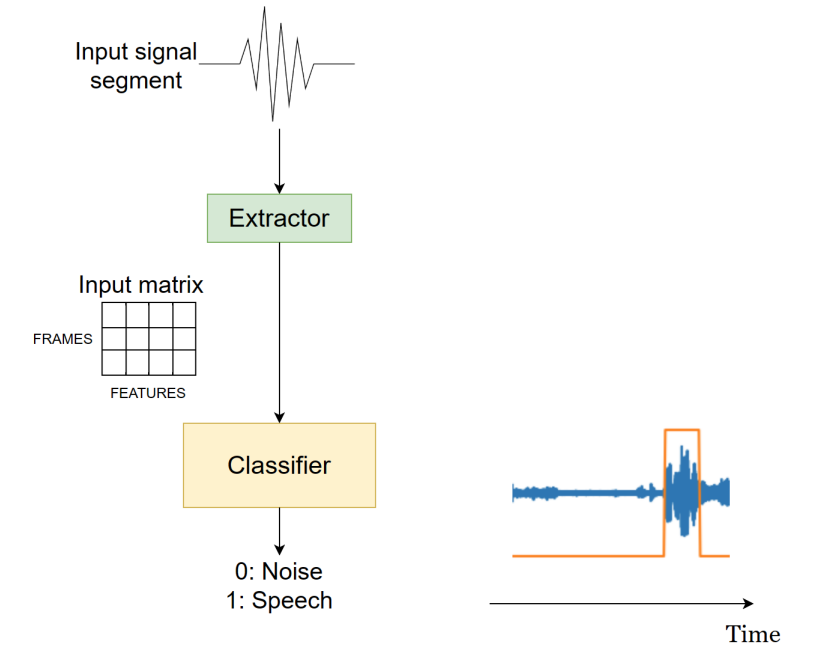 Input signal
segment
Extractor
Input matrix
FRAMES
FEATURES
Classifier
0: Noise
1: Speech
Time